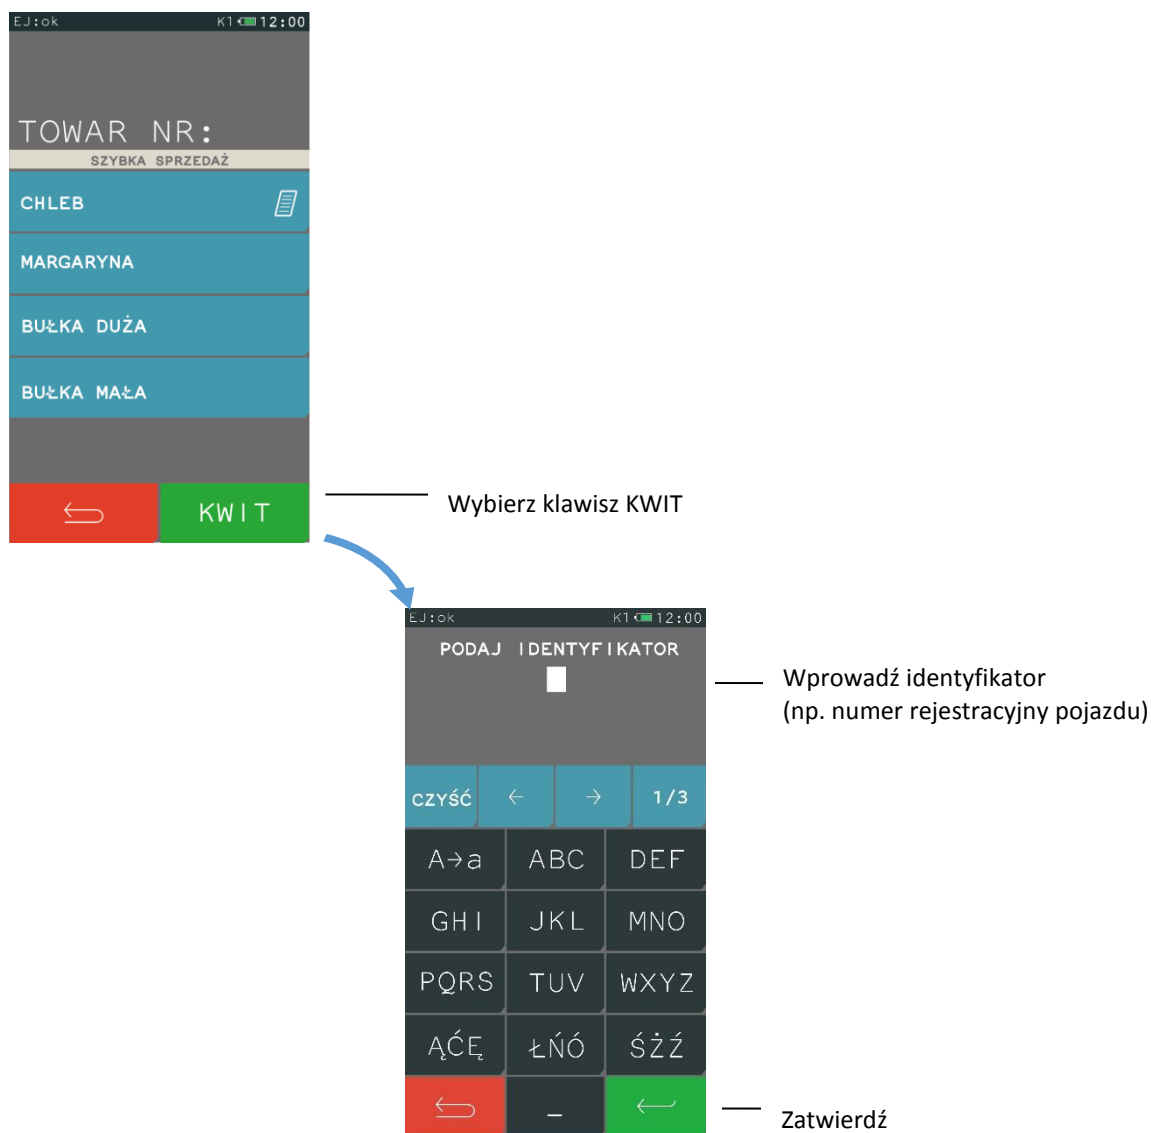 EJ:ok K1 12:00
TOWAR NR:
SZYBKA SPRZEDAŻ
CHLEB
MARGARYNA
BUŁKA DUŻA
BUŁKA MAŁA
KWIT
Wybierz klawisz KWIT
EJ:ok K1 12:00
PODAJ IDENTYFIKATOR
Wprowadź identyfikator
(np. numer rejestracyjny pojazdu)
CZYŚĆ ← → 1/3
A→a ABC DEF
GHI JKL MNO
PQRS TUV WXYZ
ĄĆĘ ŁŃÓ ŚŻŹ
_
Zatwierdź